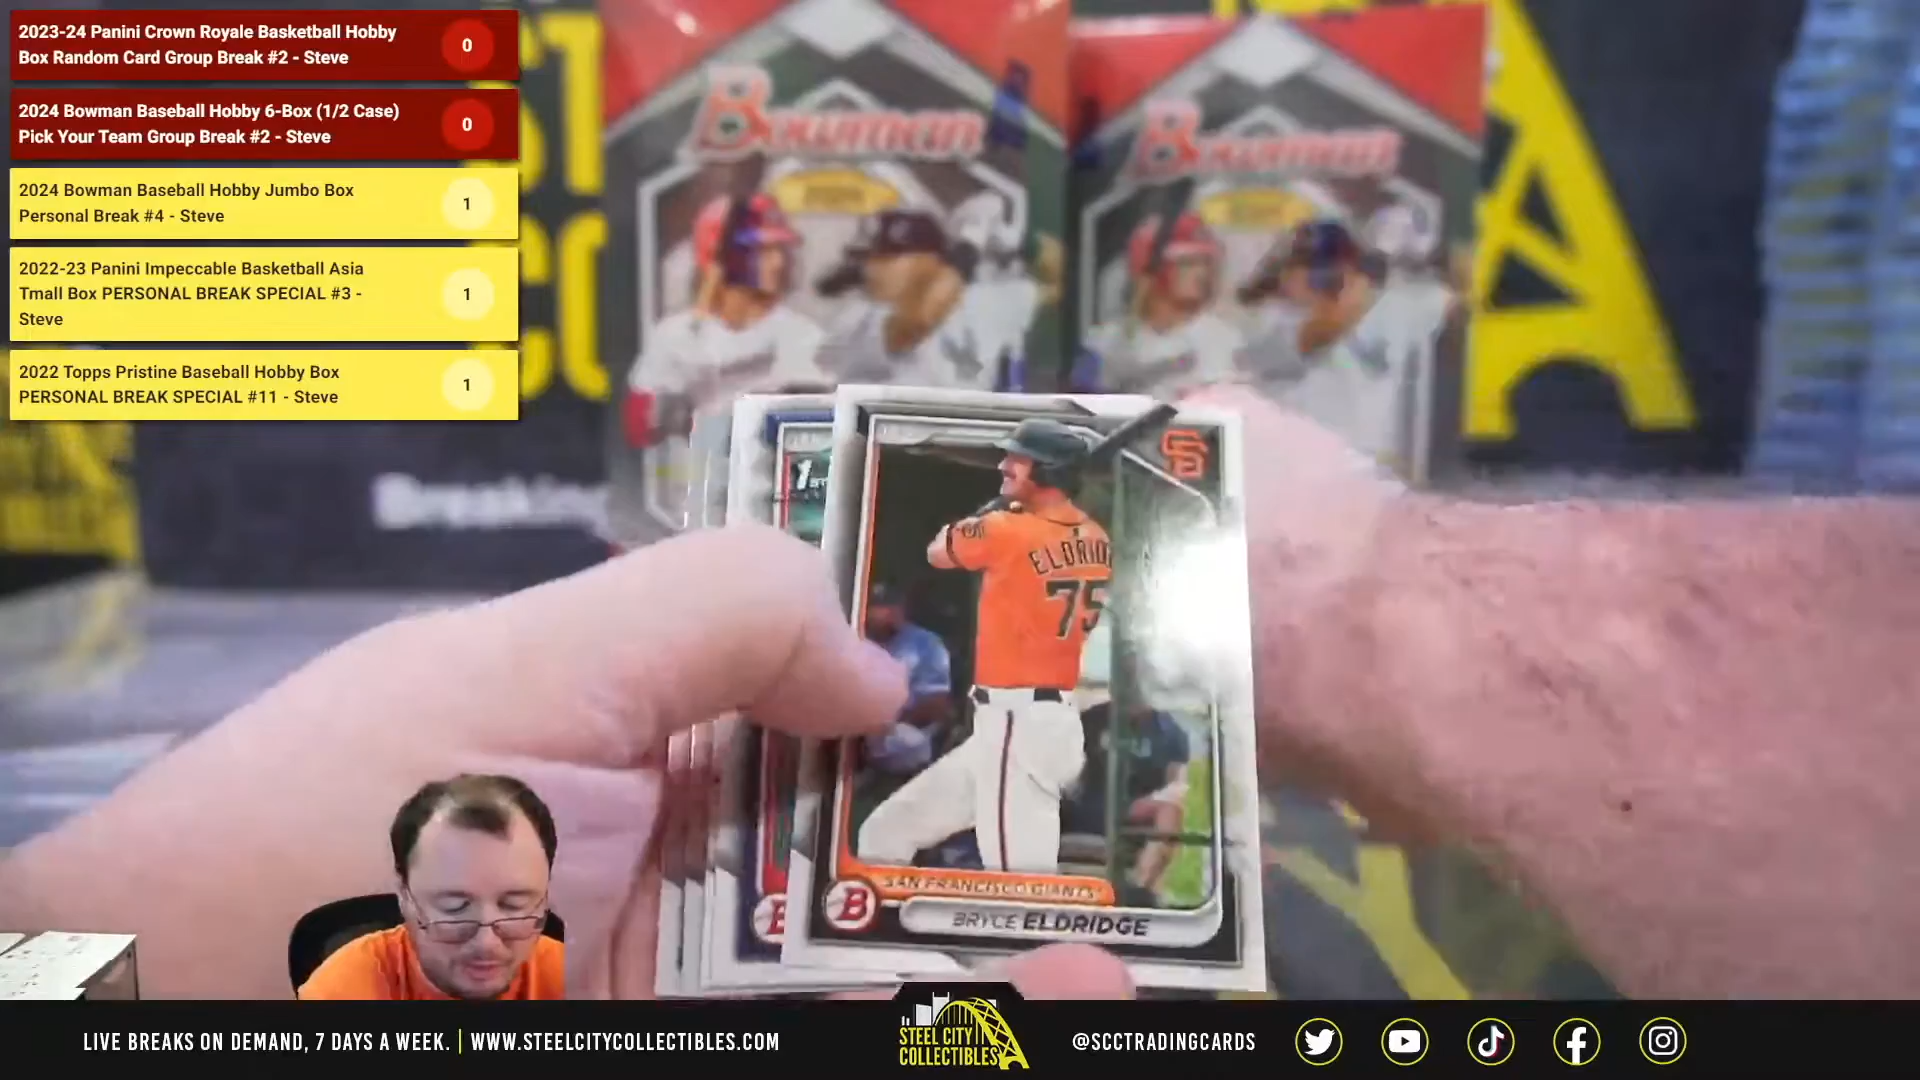 2023-24 Panini Crown Royale Basketball Hobby
Box Random Card Group Break #2 - Steve
0
2024 Bowman Baseball Hobby 6-Box (1/2 Case)
Pick Your Team Group Break #2 - Steve
0
2024 Bowman Baseball Hobby Jumbo Box
Personal Break #4 - Steve
1
2022-23 Panini Impeccable Basketball Asia
Tmall Box PERSONAL BREAK SPECIAL #3 -
Steve
1
2022 Topps Pristine Baseball Hobby Box
PERSONAL BREAK SPECIAL #11 - Steve
1
Bowman
Bowman
Breaking
1ST
SF
ELDRID
75
SAN FRANCISCO GIANTS
B
BRYCE ELDRIDGE
LIVE BREAKS ON DEMAND, 7 DAYS A WEEK. | WWW.STEELCITYCOLLECTIBLES.COM
STEEL CITY
COLLECTIBLES
@SCCTRADINGCARDS